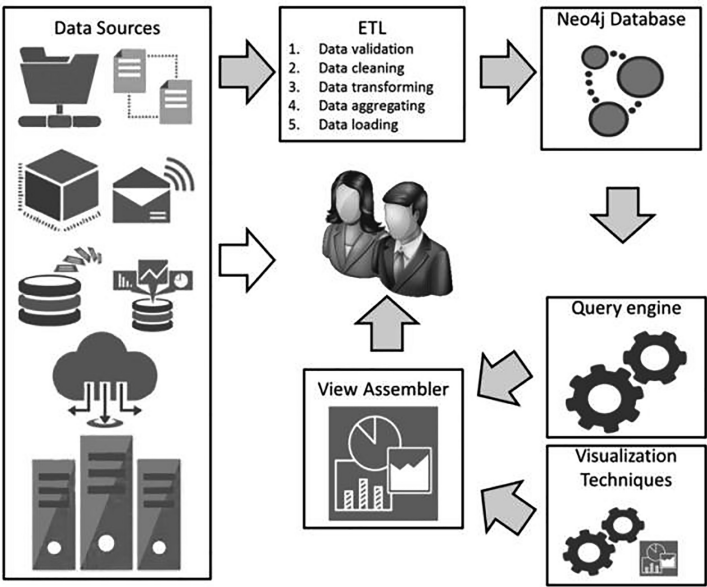 Data Sources
ETL
1. Data validation
2. Data cleaning
3. Data transforming
4. Data aggregating
5. Data loading
Neo4j Database
Query engine
View Assembler
Visualization
Techniques